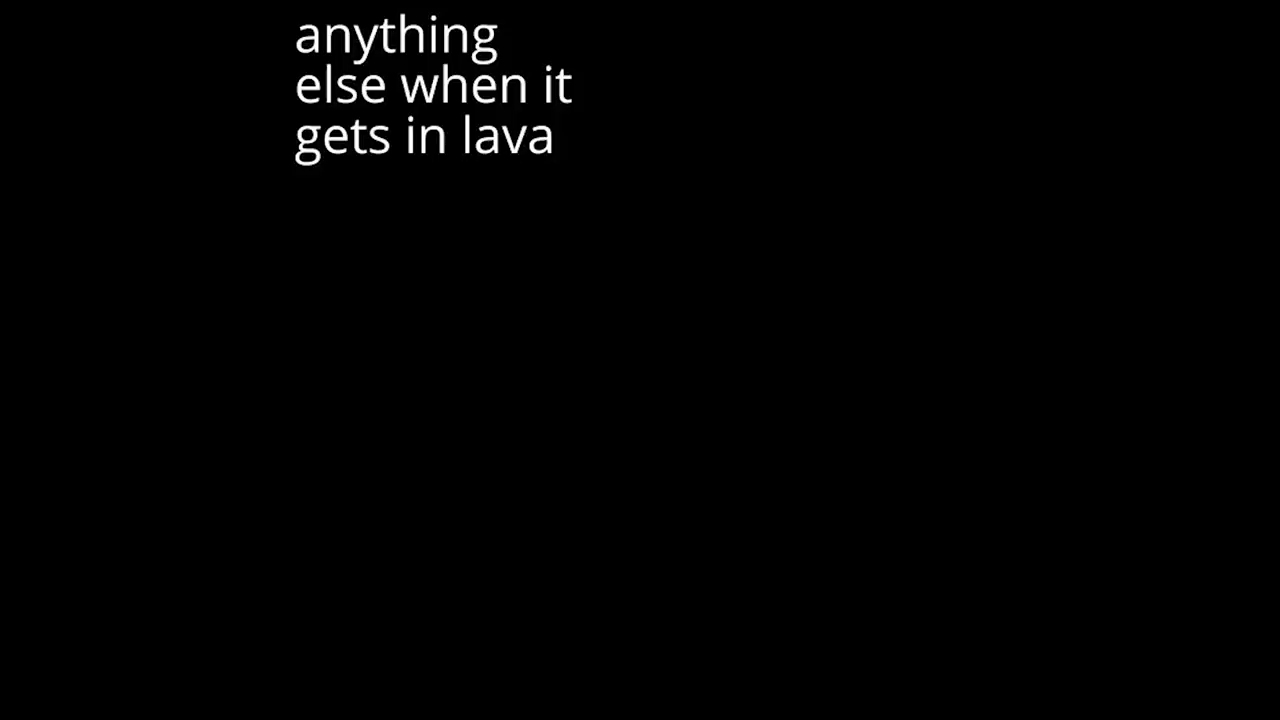 anything
else when it
gets in lava